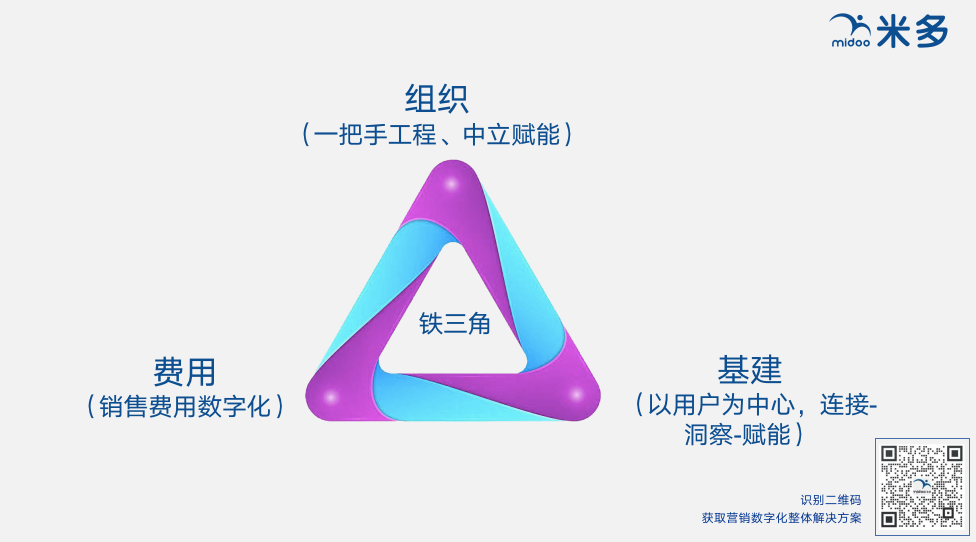 midoo 米多
组织
（一把手工程、中立赋能）
铁三角
费用
（销售费用数字化）
基建
（以用户为中心，连接-
洞察-赋能）
识别二维码
获取营销数字化整体解决方案